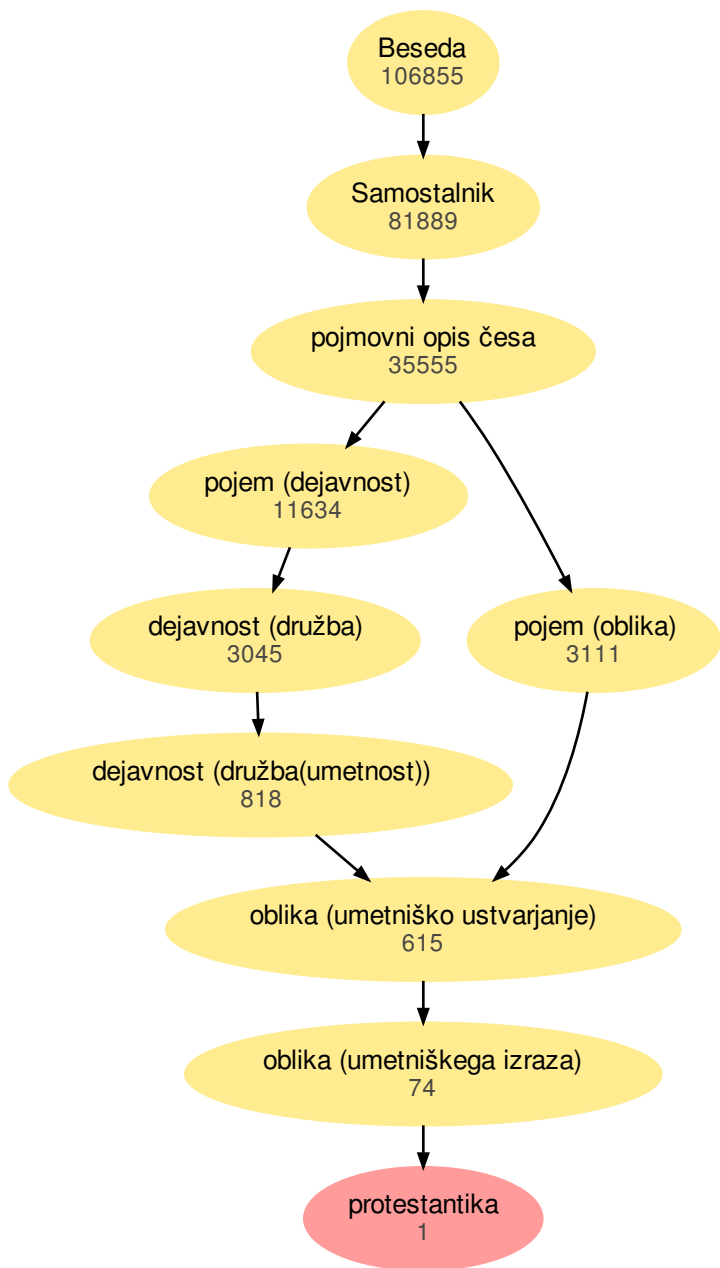 Beseda
106855
Samostalnik
81889
pojmovni opis česa
35555
pojem (dejavnost)
11634
dejavnost (družba)
3045
pojem (oblika)
3111
dejavnost (družba(umetnost))
818
oblika (umetniško ustvarjanje)
615
oblika (umetniškega izraza)
74
protestantika
1